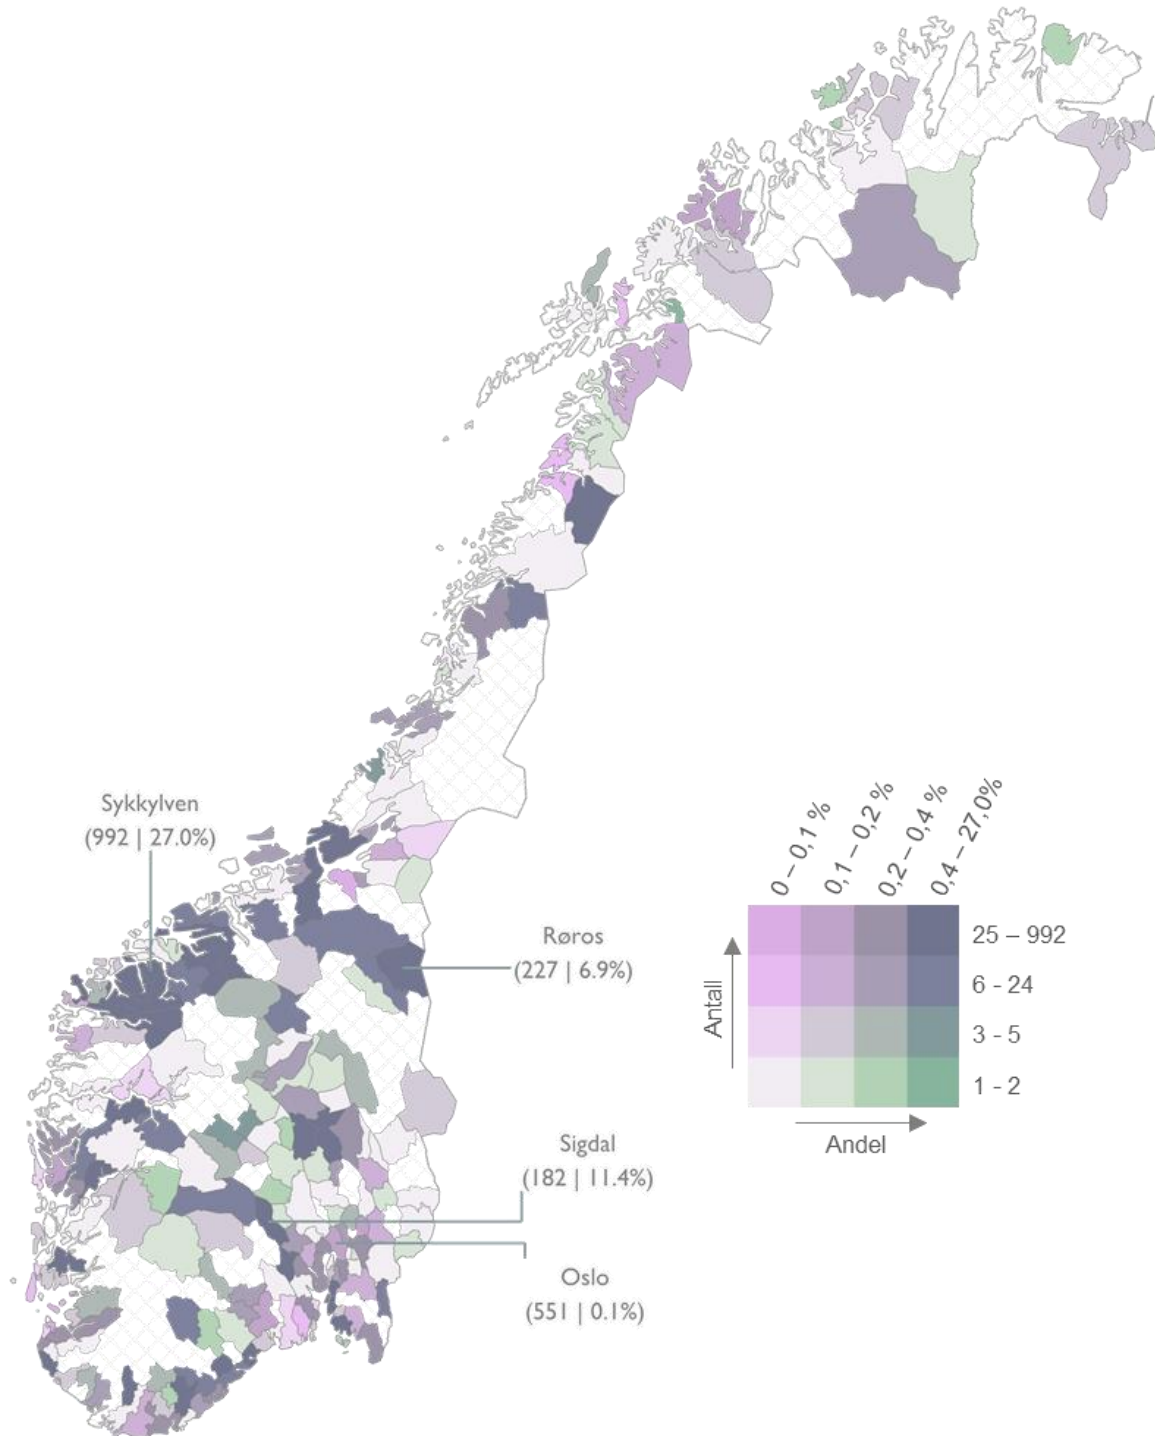 Sykkylven
(992 | 27.0%)
Røros
(227 | 6.9%)
0 – 0,1 %
0,1 – 0,2 %
0,2 – 0,4 %
0,4 – 27,0%
25 – 992
6 - 24
3 - 5
1 - 2
Antall
Andel
Sigdal
(182 | 11.4%)
Oslo
(551 | 0.1%)